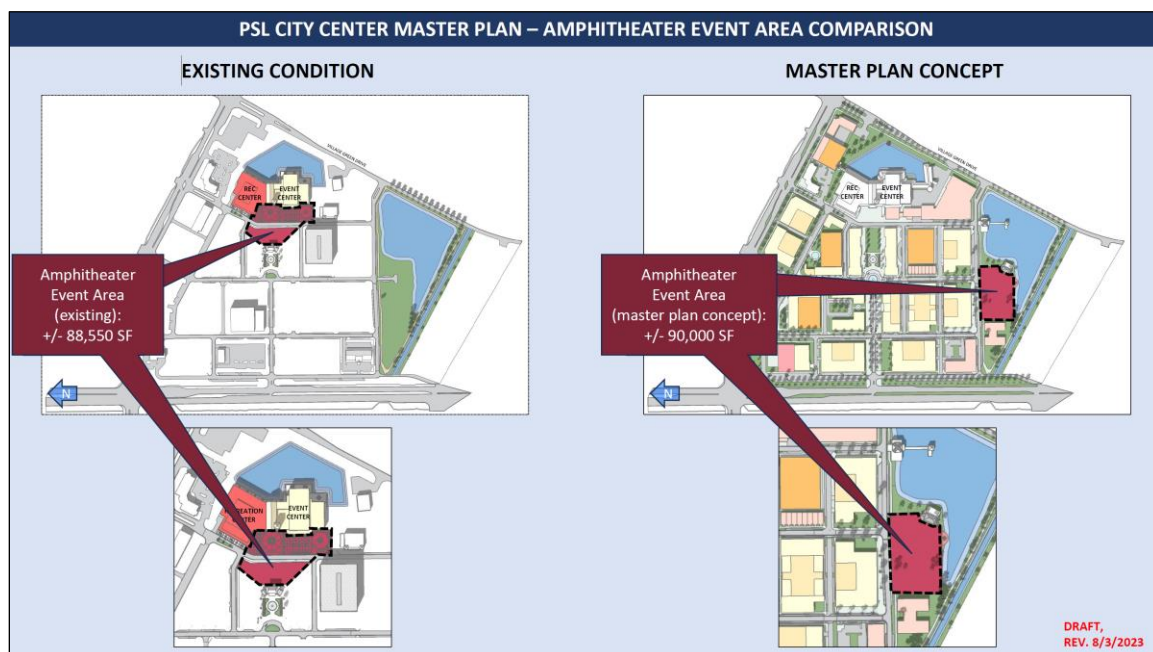 PSL CITY CENTER MASTER PLAN – AMPHITHEATER EVENT AREA COMPARISON
EXISTING CONDITION
MASTER PLAN CONCEPT
VILLAGE GREEN DRIVE
REC
CENTER
EVENT
CENTER
Amphitheater
Event Area
(existing):
+/- 88,550 SF
N
EVENT
CENTER
VILLAGE GREEN DRIVE
REC
CENTER
EVENT
CENTER
Amphitheater
Event Area
(master plan concept):
+/- 90,000 SF
N
DRAFT,
REV. 8/3/2023